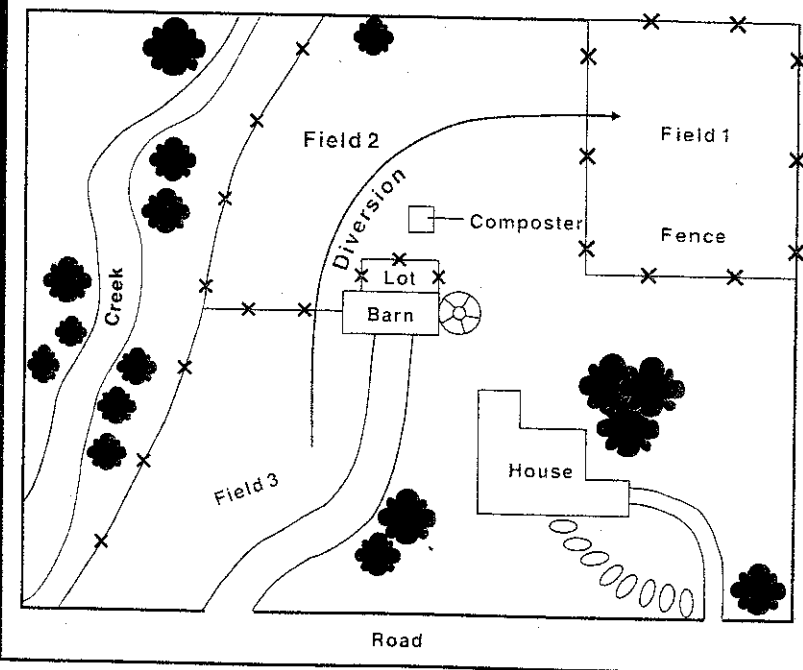 Field 2
Field 1
Diversion
Composter
Fence
Creek
Lot
Barn
House
Field 3
Road